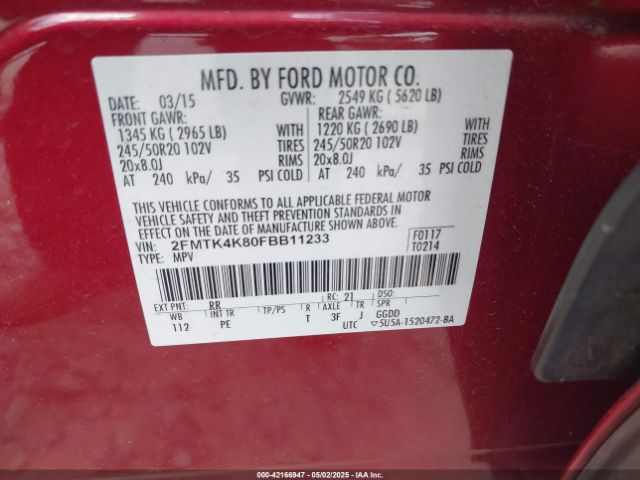 MFD. BY FORD MOTOR CO.
DATE: 03/15 GVWR: 2549 KG ( 5620 LB)
FRONT GAWR: REAR GAWR:
1345 KG ( 2965 LB) WITH 1220 KG ( 2690 LB) WITH
245/50R20 102V TIRES 245/50R20 102V TIRES
20x8.0J RIMS 20x8.0J RIMS
AT 240 kPa/ 35 PSI COLD AT 240 kPa/ 35 PSI COLD
THIS VEHICLE CONFORMS TO ALL APPLICABLE FEDERAL MOTOR
VEHICLE SAFETY AND THEFT PREVENTION STANDARDS IN EFFECT ON
THE DATE OF MANUFACTURE SHOWN ABOVE.
VIN: 2FMTK4K80FBB11233 F0117
TYPE: MPV T0214
EXT PNT: RR RC: 21 DSO:
WB INT TR TP/PS R AXLE TR SPR
112 PE T 3F J GGDD
UTC ▽5U5A-1520472-BA
000-42166947 - 05/02/2025 - IAAI.COM